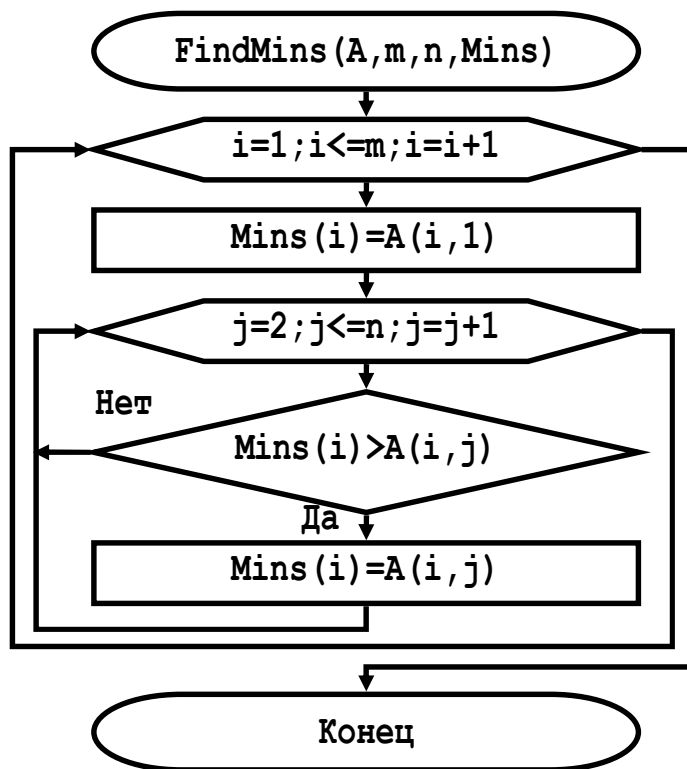 FindMins(A,m,n,Mins)
i=1;i<=m;i=i+1
Mins(i)=A(i,1)
j=2;j<=n;j=j+1
Нет
Mins(i)>A(i,j)
Да
Mins(i)=A(i,j)
Конец